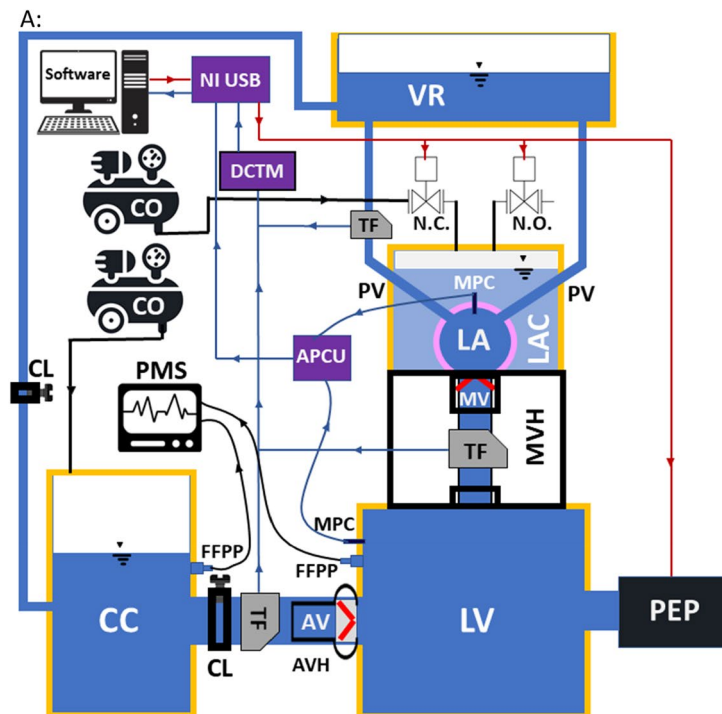 A:
Software
NI USB
VR
DCTM
CO
TF
N.C.
N.O.
CO
PV
MPC
PV
LA
LAC
APCU
CL
PMS
MV
MVH
TF
MPC
FFPP
FFPP
CC
TF
AV
LV
PEP
CL
AVH